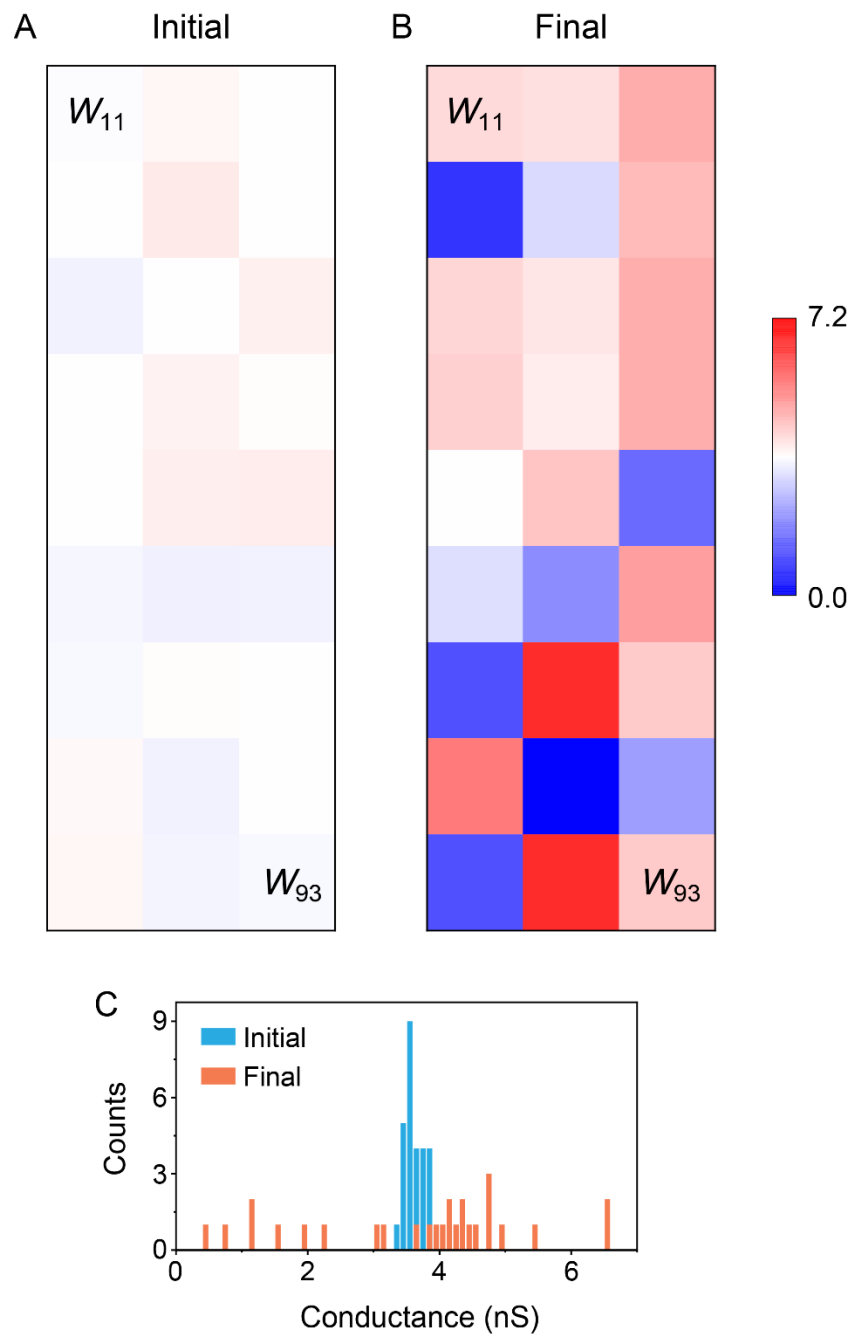 A Initial
B Final
W11
W11
7.2
0.0
W93
W93
C
Initial
Final
9
6
3
0
Counts
0 2 4 6
Conductance (nS)